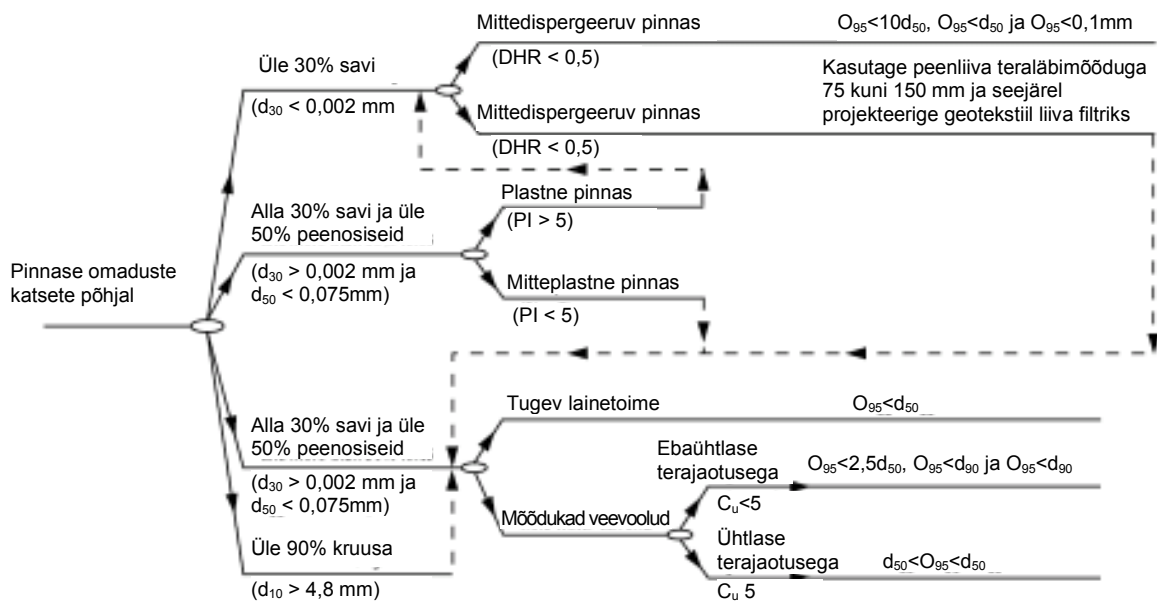 Mittedispergeeruv pinnas
(DHR < 0,5)
O95<10d50, O95<d50 ja O95<0,1mm
Üle 30% savi
(d30 < 0,002 mm
Kasutage peenliiva teraläbimõõduga
75 kuni 150 mm ja seejärel
projekteerige geotekstiil liiva filtriks
Mittedispergeeruv pinnas
(DHR < 0,5)
Plastne pinnas
(PI > 5)
Alla 30% savi ja üle
50% peenosiseid
(d30 > 0,002 mm ja
d50 < 0,075mm)
Mitteplastne pinnas
(PI < 5)
Pinnase omaduste
katsete põhjal
Tugev lainetoime
O95<d50
Alla 30% savi ja üle
50% peenosiseid
(d30 > 0,002 mm ja
d50 < 0,075mm)
Ebaühtlase
terajaotusega
Cu<5
O95<2,5d50, O95<d90 ja O95<d90
Mõõdukad veevoolud
Üle 90% kruusa
(d10 > 4,8 mm)
Ühtlase
terajaotusega
Cu 5
d50<O95<d50